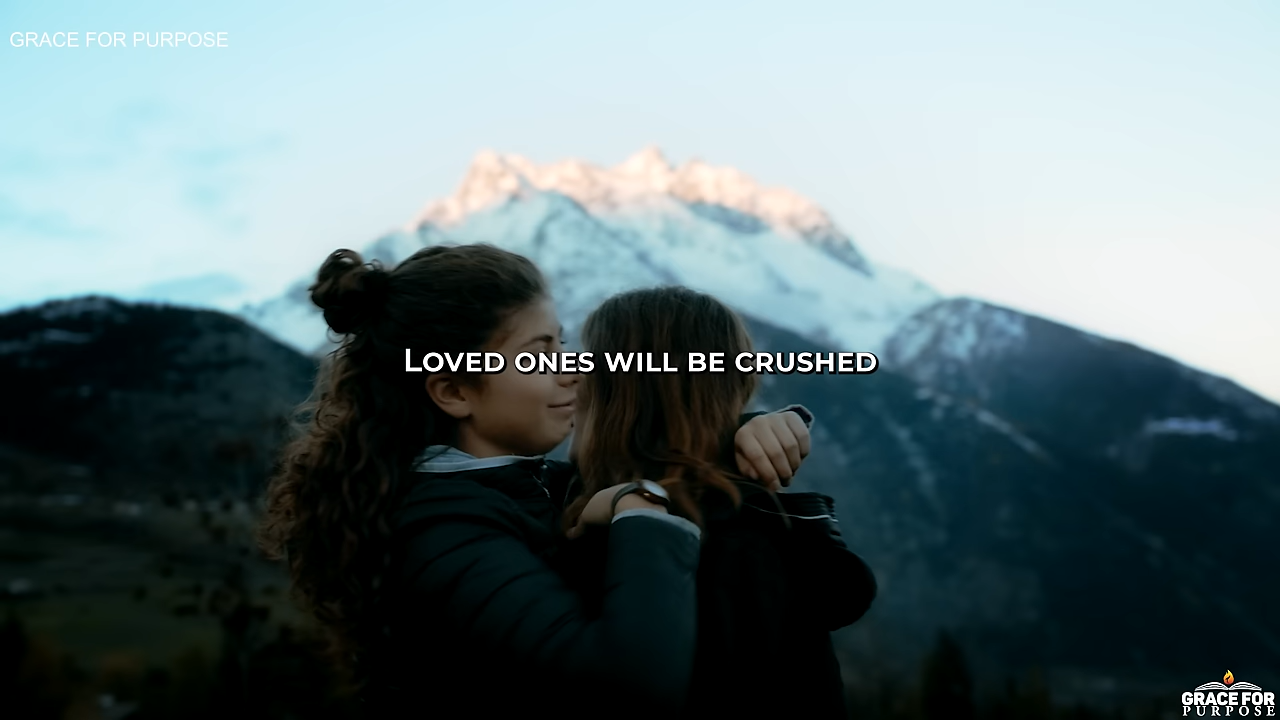 GRACE FOR PURPOSE
LOVED ONES WILL BE CRUSHED
GRACE FOR
PURPOSE